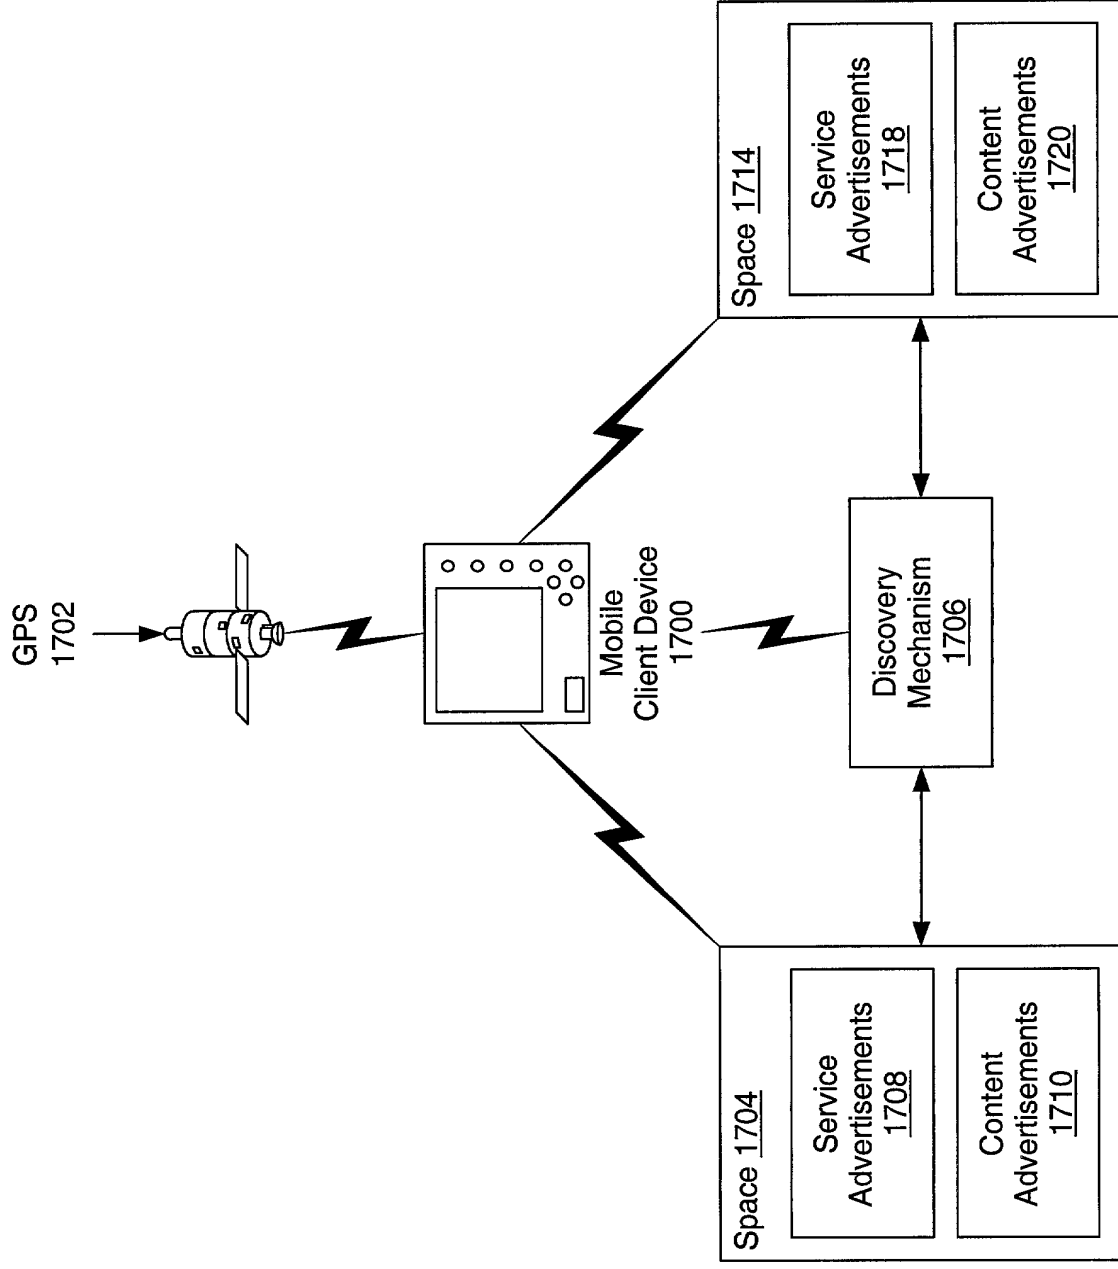 GPS
1702
Mobile
Client Device
1700
Space 1704
Service
Advertisements
1708
Content
Advertisements
1710
Discovery
Mechanism
1706
Space 1714
Service
Advertisements
1718
Content
Advertisements
1720